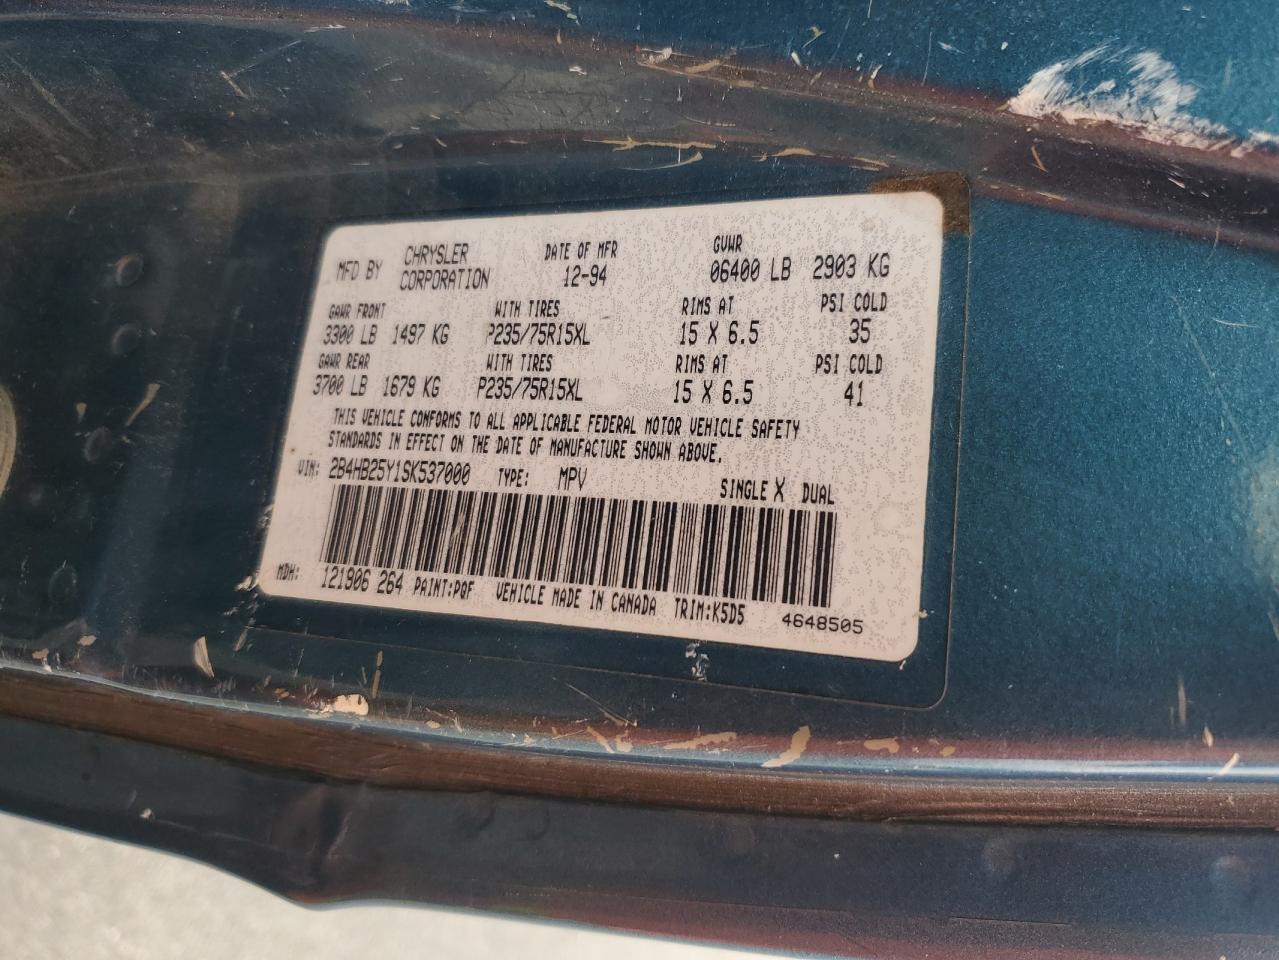 MFD BY CHRYSLER CORPORATION DATE OF MFR 12-94 GVWR 06400 LB 2903 KG
GAWR FRONT WITH TIRES RIMS AT PSI COLD
3300 LB 1497 KG P235/75R15XL 15 X 6.5 35
GAWR REAR WITH TIRES RIMS AT PSI COLD
3700 LB 1679 KG P235/75R15XL 15 X 6.5 41
THIS VEHICLE CONFORMS TO ALL APPLICABLE FEDERAL MOTOR VEHICLE SAFETY
STANDARDS IN EFFECT ON THE DATE OF MANUFACTURE SHOWN ABOVE.
VIN: 2B4HB25Y1SK537000 TYPE: MPV SINGLE X DUAL
MDH: 121906 264 PAINT:PQF VEHICLE MADE IN CANADA TRIM:K5D5 4648505